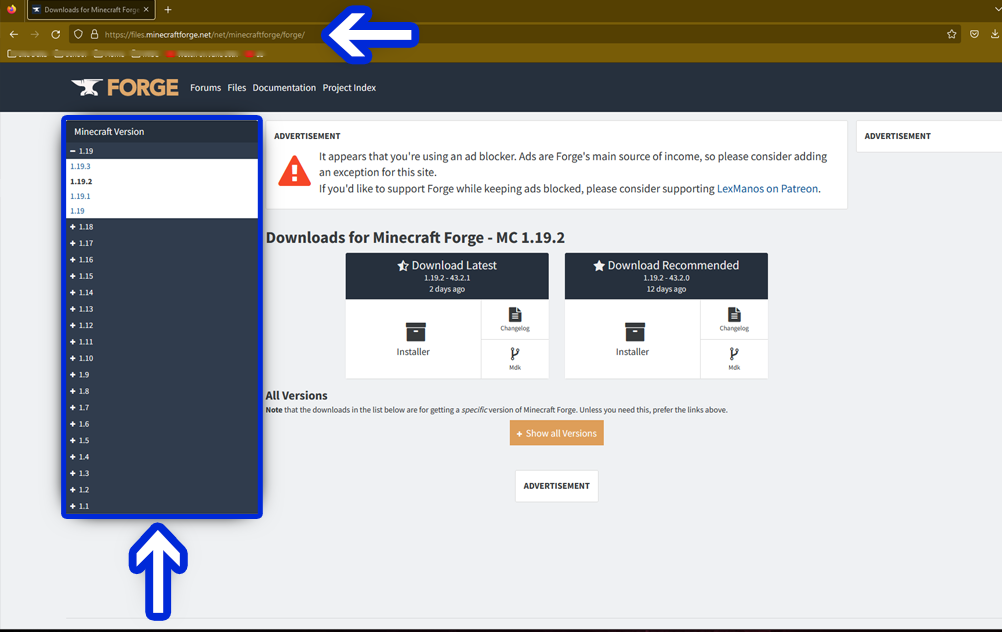 Downloads for Minecraft Forg
https://files.minecraftforge.net/net/minecraftforge/forge/
FORGE
Forums Files Documentation Project Index
Minecraft Version
1.19
1.19.3
1.19.2
1.19.1
1.19
+ 1.18
+ 1.17
+ 1.16
+ 1.15
+ 1.14
+ 1.13
+ 1.12
+ 1.11
+ 1.10
+ 1.9
+ 1.8
+ 1.7
+ 1.6
+ 1.5
+ 1.4
+ 1.3
+ 1.2
+ 1.1
ADVERTISEMENT
It appears that you're using an ad blocker. Ads are Forge's main source of income, so please consider adding
an exception for this site.
If you'd like to support Forge while keeping ads blocked, please consider supporting LexManos on Patreon.
ADVERTISEMENT
Downloads for Minecraft Forge - MC 1.19.2
Download Latest
1.19.2 - 43.2.1
2 days ago
Installer
Changelog
Mdk
Download Recommended
1.19.2 - 43.2.0
12 days ago
Installer
Changelog
Mdk
All Versions
Note that the downloads in the list below are for getting a specific version of Minecraft Forge. Unless you need this, prefer the links above.
+ Show all Versions
ADVERTISEMENT